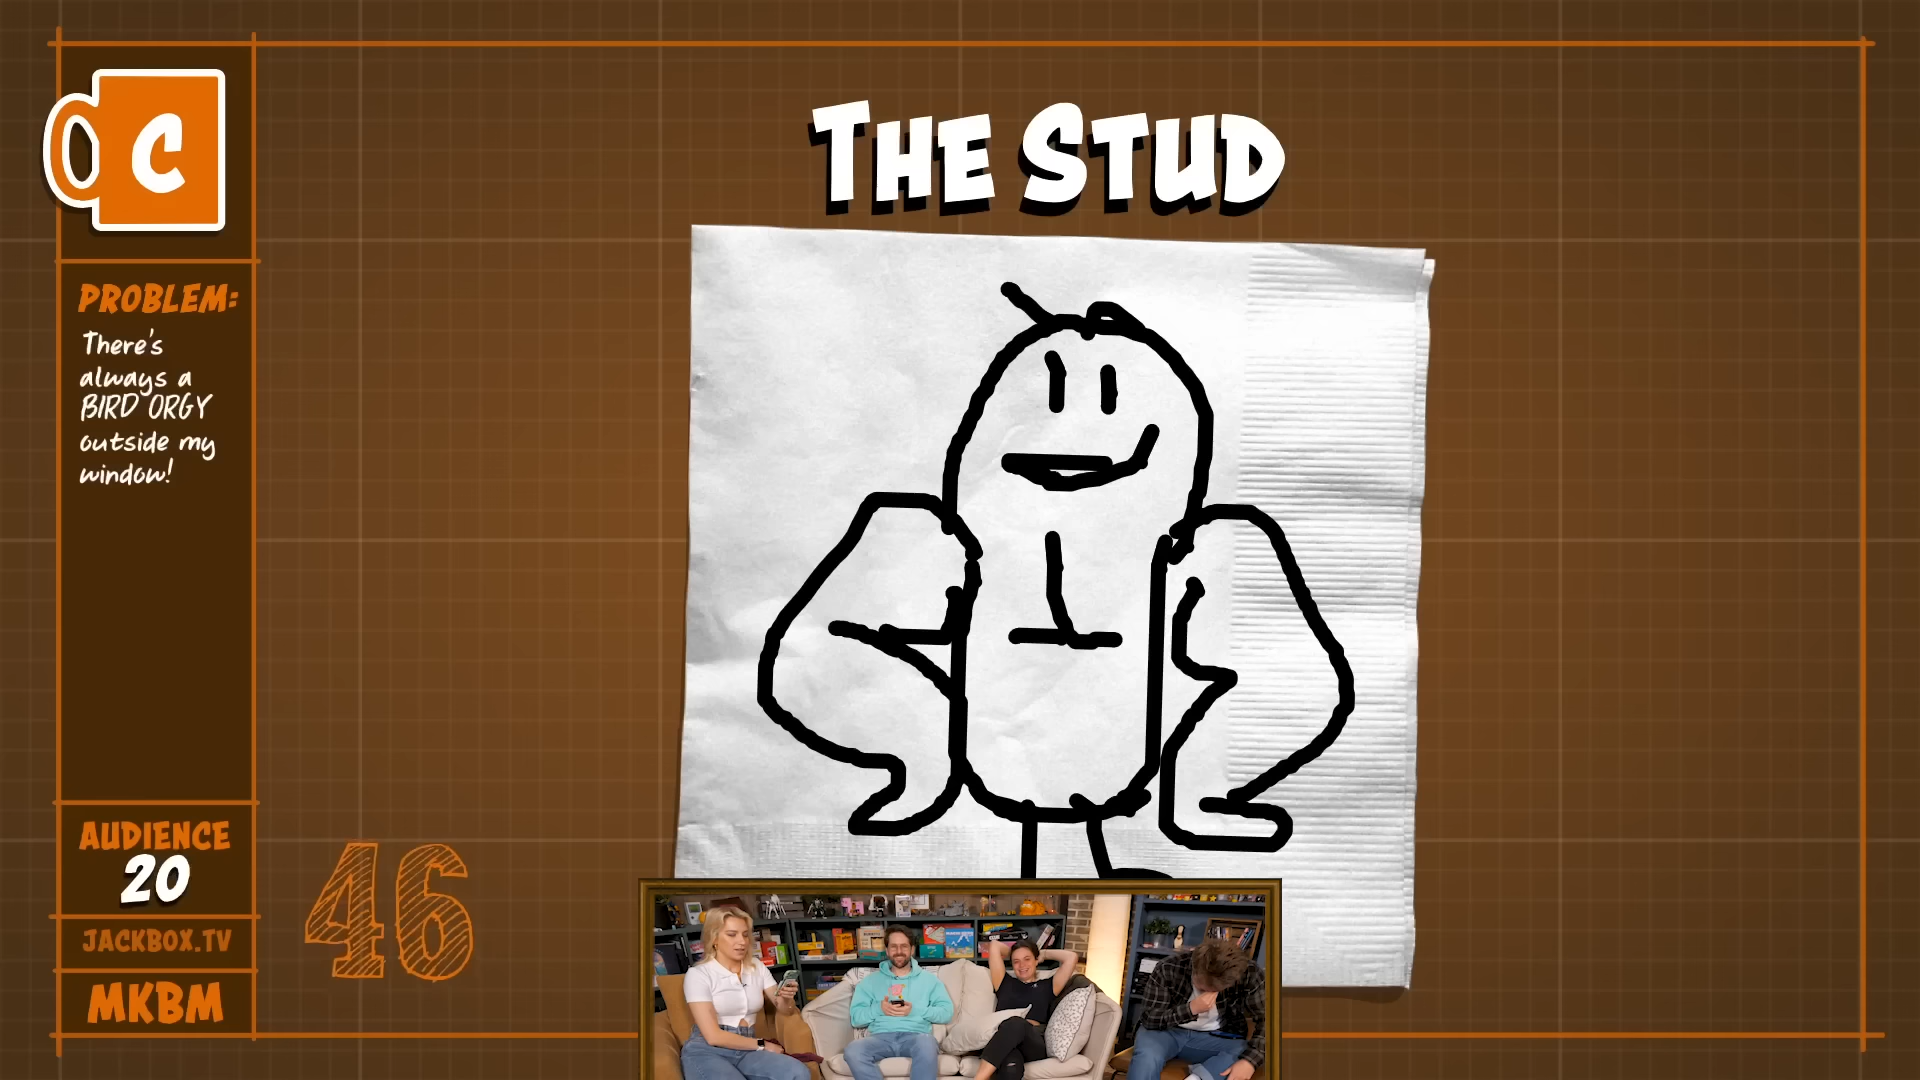 C
THE STUD
PROBLEM:
There's
always a
BIRD ORGY
outside my
window!
AUDIENCE
20
46
JACKBOX.TV
MKBM